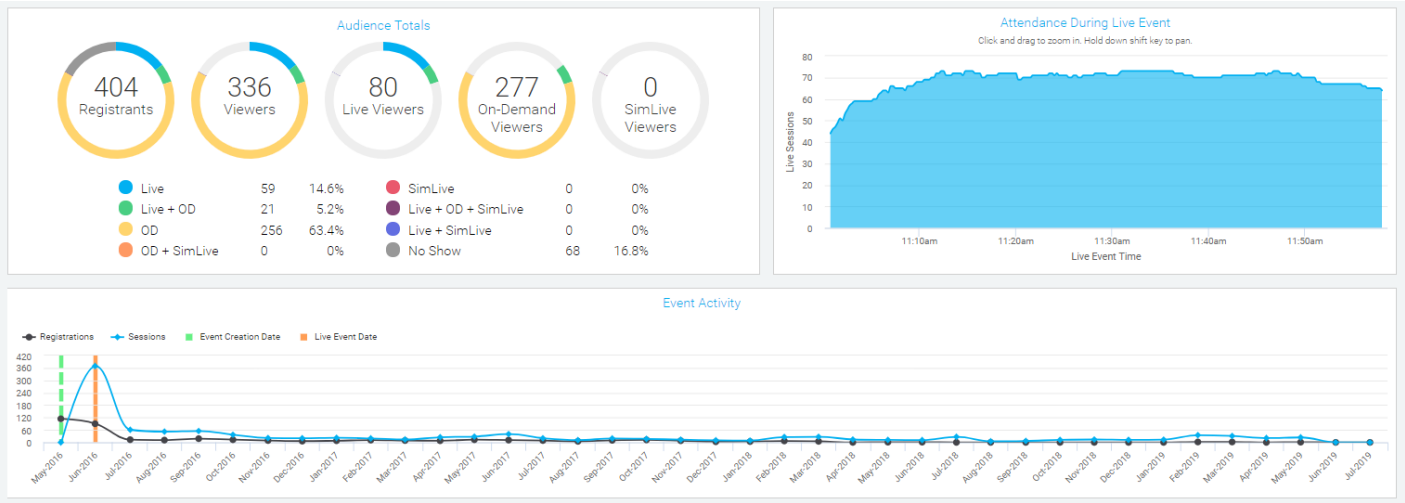 Audience Totals
404
Registrants
336
Viewers
80
Live Viewers
277
On-Demand
Viewers
0
SimLive
Viewers
Live 59 14.6%
Live + OD 21 5.2%
OD 256 63.4%
OD + SimLive 0 0%
SimLive 0 0%
Live + OD + SimLive 0 0%
Live + SimLive 0 0%
No Show 68 16.8%
Attendance During Live Event
Click and drag to zoom in. Hold down shift key to pan.
Live Sessions
80
70
60
50
40
30
20
10
0
11:10am 11:20am 11:30am 11:40am 11:50am
Live Event Time
Event Activity
Registrations Sessions Event Creation Date Live Event Date
420
360
300
240
180
120
60
0
May-2016 Jun-2016 Jul-2016 Aug-2016 Sep-2016 Oct-2016 Nov-2016 Dec-2016 Jan-2017 Feb-2017 Mar-2017 Apr-2017 May-2017 Jun-2017 Jul-2017 Aug-2017 Sep-2017 Oct-2017 Nov-2017 Dec-2017 Jan-2018 Feb-2018 Mar-2018 Apr-2018 May-2018 Jun-2018 Jul-2018 Aug-2018 Sep-2018 Oct-2018 Nov-2018 Dec-2018 Jan-2019 Feb-2019 Mar-2019 Apr-2019 May-2019 Jun-2019 Jul-2019